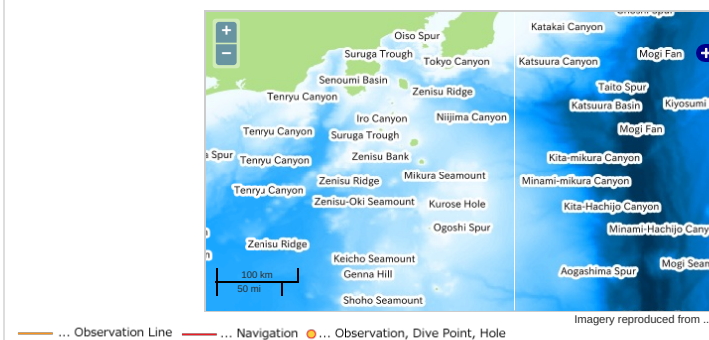 Oiso Spur
Katakai Canyon
Suruga Trough
Tokyo Canyon
Katsuura Canyon
Mogi Fan
Senoumi Basin
Zenisu Ridge
Taito Spur
Tenryu Canyon
Katsuura Basin
Kiyosumi
Iro Canyon
Niijima Canyon
Mogi Fan
Tenryu Canyon
Suruga Trough
a Spur
Tenryu Canyon
Zenisu Bank
Kita-mikura Canyon
Zenisu Ridge
Mikura Seamount
Minami-mikura Canyon
Tenryu Canyon
Zenisu-Oki Seamount
Kurose Hole
Kita-Hachijo Canyon
Ogoshi Spur
Minami-Hachijo Cany
Zenisu Ridge
Keicho Seamount
Mogi Seam
100 km
Genna Hill
Aogashima Spur
50 mi
Shoho Seamount
Imagery reproduced from ..
... Observation Line
... Navigation
... Observation, Dive Point, Hole